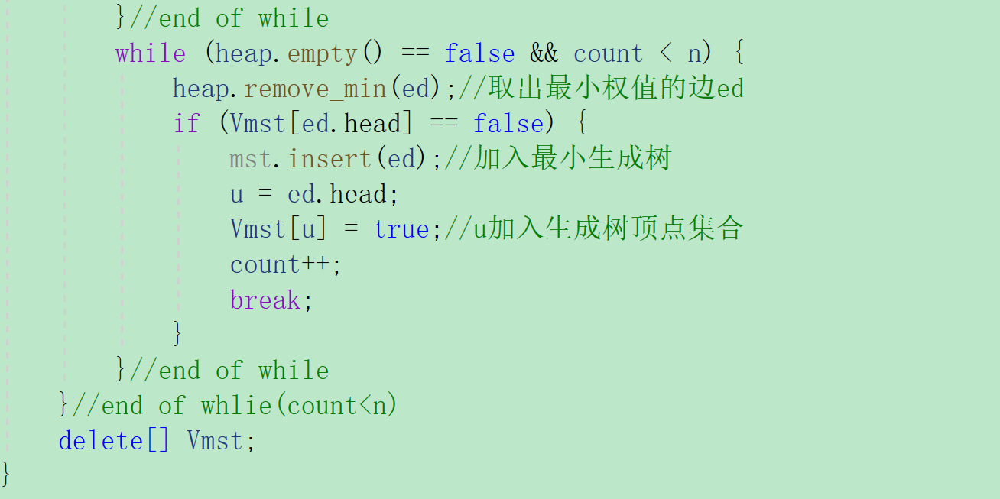 }//end of while
while (heap.empty() == false && count < n) {
heap.remove_min(ed);//取出最小权值的边ed
if (Vmst[ed.head] == false) {
mst.insert(ed);//加入最小生成树
u = ed.head;
Vmst[u] = true;//u加入生成树顶点集合
count++;
break;
}
}//end of while
}//end of whlie(count<n)
delete[] Vmst;
}